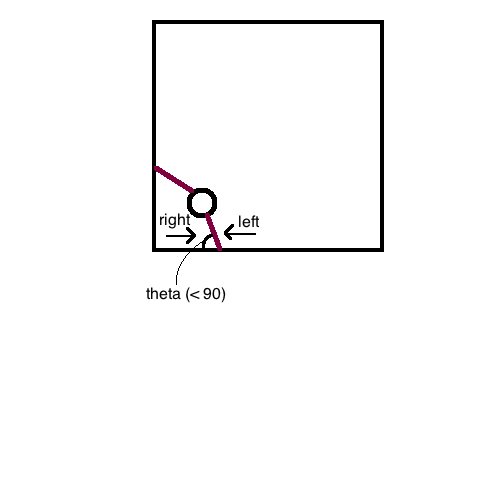 right
left
theta (< 90)